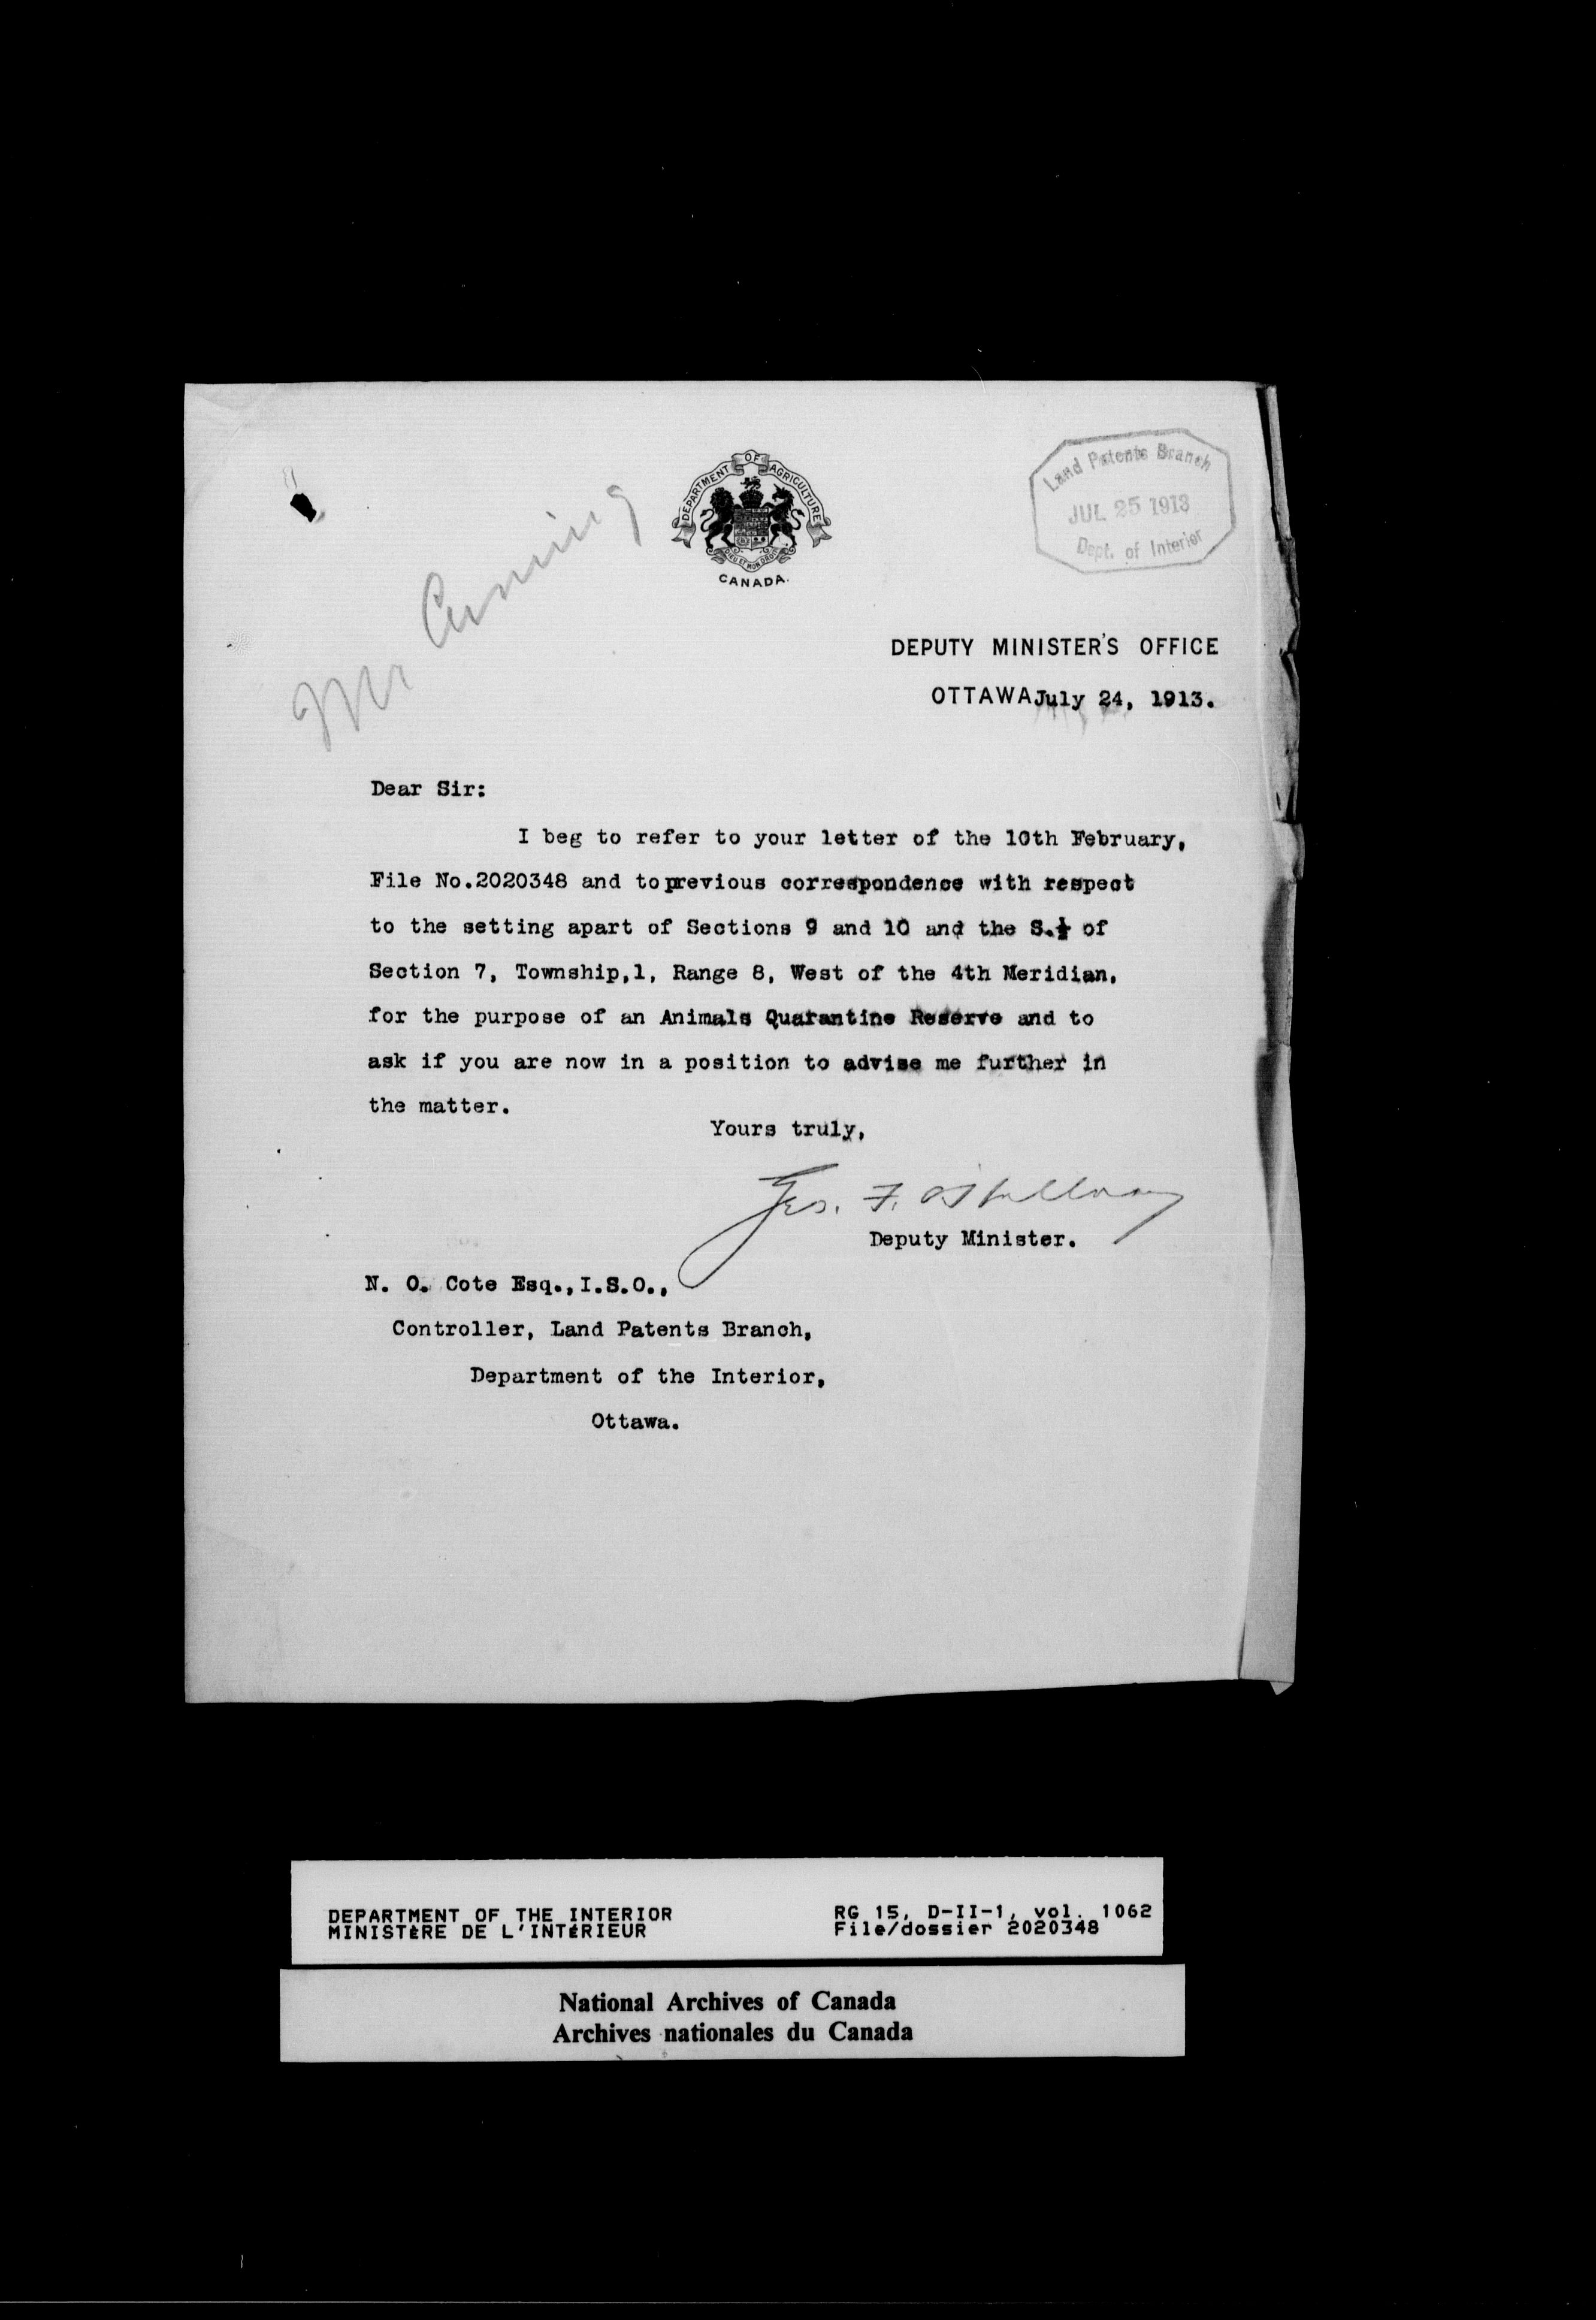 DEPARTMENT OF AGRICULTURE
DIEU ET MON DROIT
CANADA.
Land Patents Branch
JUL 25 1913
Dept. of Interior
Mr
DEPUTY MINISTER'S OFFICE
OTTAWA July 24, 1913.
Dear Sir:
I beg to refer to your letter of the 10th February,
File No.2020348 and to previous correspondence with respect
to the setting apart of Sections 9 and 10 and the S.½ of
Section 7, Township,1, Range 8, West of the 4th Meridian,
for the purpose of an Animals Quarantine Reserve and to
ask if you are now in a position to advise me further in
the matter.
Yours truly,
Geo. F. O'Halloran
Deputy Minister.
N. O. Cote Esq.,I.S.O.,
Controller, Land Patents Branch,
Department of the Interior,
Ottawa.
DEPARTMENT OF THE INTERIOR
MINISTÈRE DE L'INTÉRIEUR
RG 15, D-II-1, vol. 1062
File/dossier 2020348
National Archives of Canada
Archives nationales du Canada